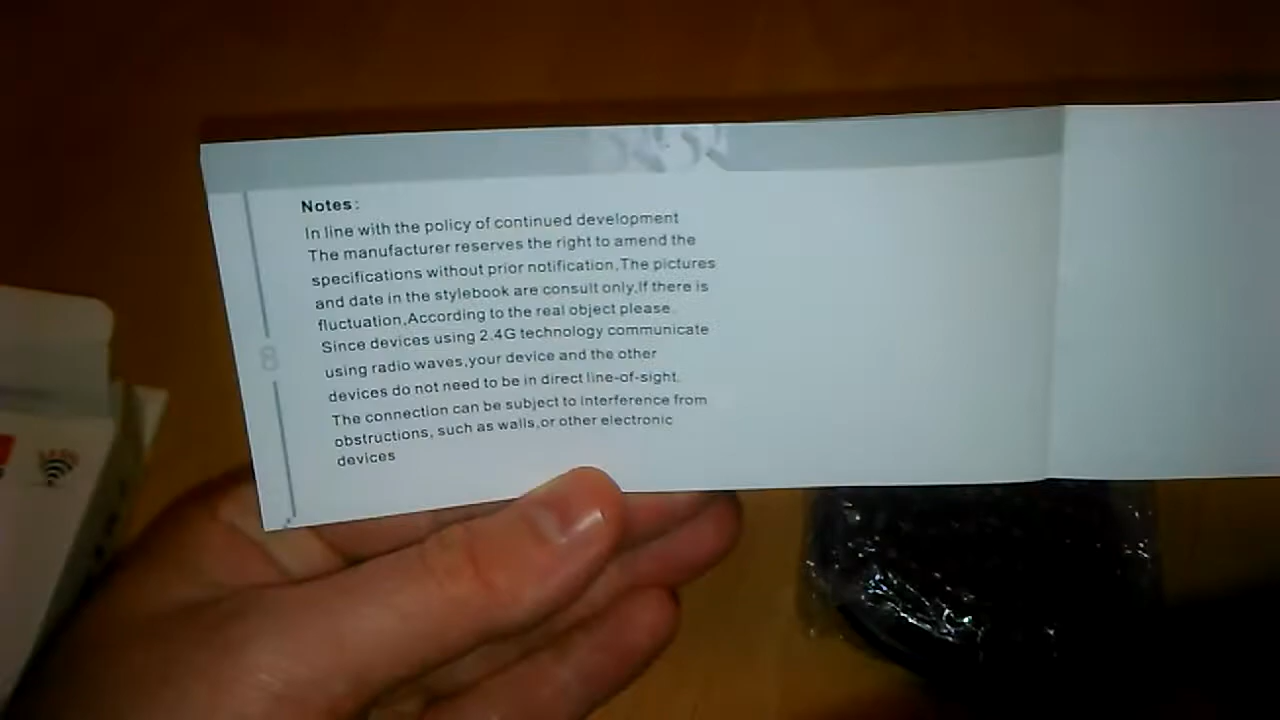 Notes:
In line with the policy of continued development
The manufacturer reserves the right to amend the
specifications without prior notification,The pictures
and date in the stylebook are consult only,If there is
fluctuation,According to the real object please.
Since devices using 2.4G technology communicate
using radio waves,your device and the other
devices do not need to be in direct line-of-sight.
The connection can be subject to interference from
obstructions, such as walls,or other electronic
devices
8